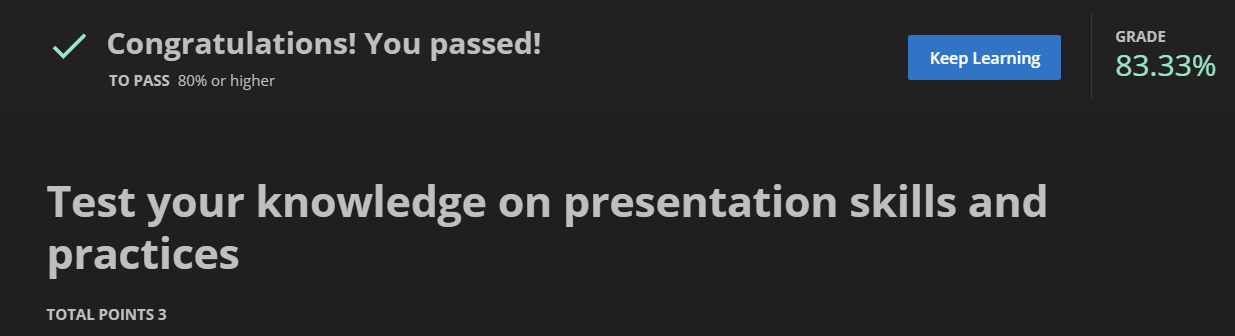 Congratulations! You passed!
TO PASS 80% or higher
Keep Learning
GRADE
83.33%
Test your knowledge on presentation skills and
practices
TOTAL POINTS 3